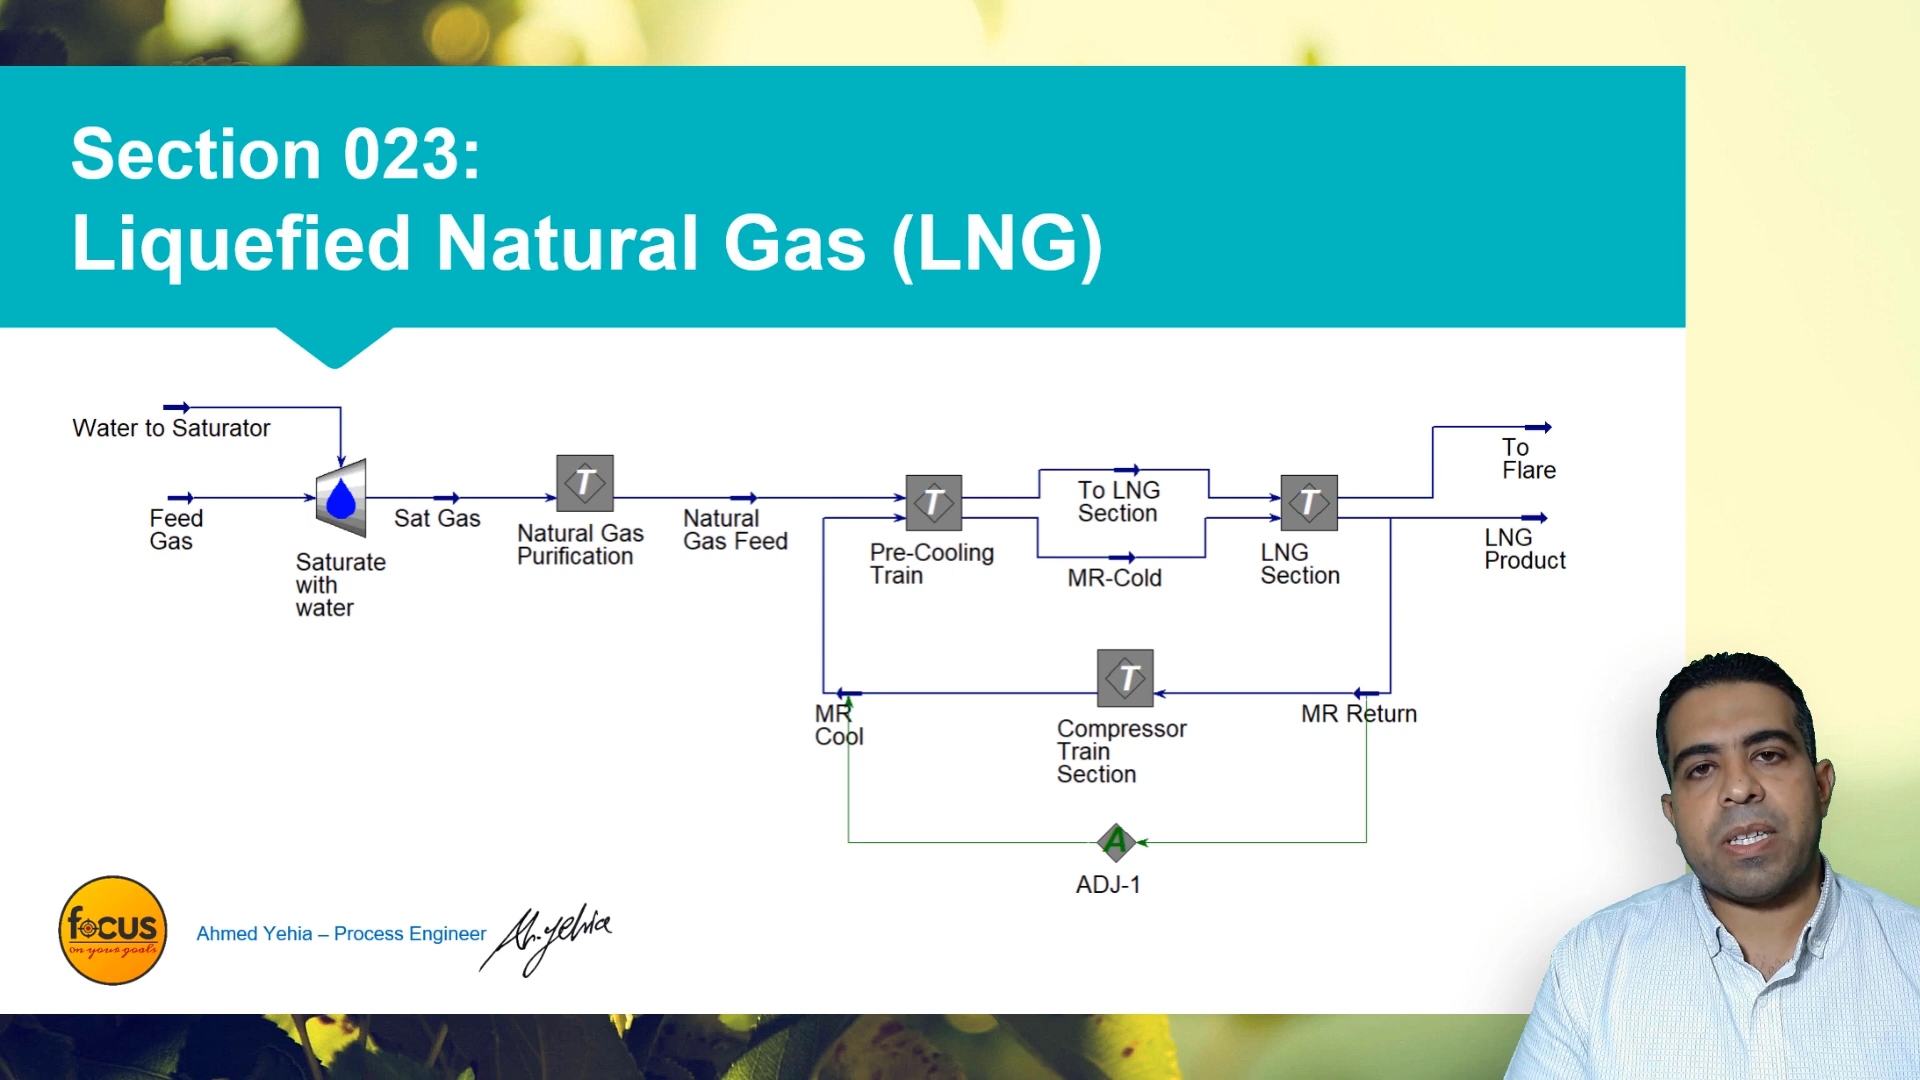 Section 023:
Liquefied Natural Gas (LNG)
Water to Saturator
Feed
Gas
Saturate
with
water
Sat Gas
T
Natural Gas
Purification
Natural
Gas Feed
T
Pre-Cooling
Train
To LNG
Section
MR-Cold
T
LNG
Section
To
Flare
LNG
Product
MR
Cool
T
Compressor
Train
Section
MR Return
A
ADJ-1
focus
on your goals
Ahmed Yehia – Process Engineer
Ah.yehia